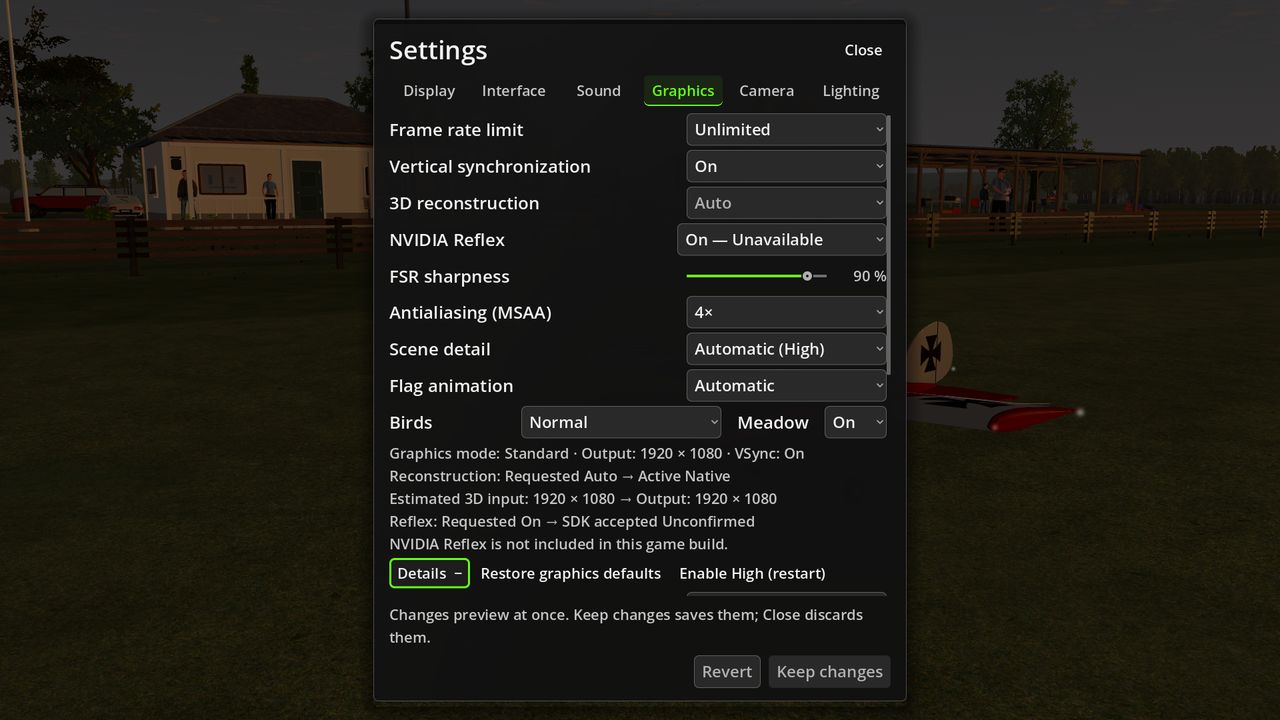 Settings
Close
Display Interface Sound Graphics Camera Lighting
Frame rate limit Unlimited
Vertical synchronization On
3D reconstruction Auto
NVIDIA Reflex On — Unavailable
FSR sharpness 90 %
Antialiasing (MSAA) 4×
Scene detail Automatic (High)
Flag animation Automatic
Birds Normal Meadow On
Graphics mode: Standard · Output: 1920 × 1080 · VSync: On
Reconstruction: Requested Auto → Active Native
Estimated 3D input: 1920 × 1080 → Output: 1920 × 1080
Reflex: Requested On → SDK accepted Unconfirmed
NVIDIA Reflex is not included in this game build.
Details − Restore graphics defaults Enable High (restart)
Changes preview at once. Keep changes saves them; Close discards
them.
Revert Keep changes